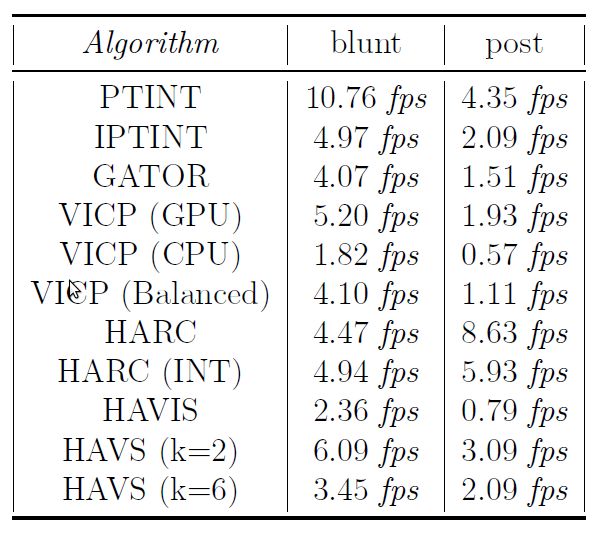 Algorithm blunt post
PTINT 10.76 fps 4.35 fps
IPTINT 4.97 fps 2.09 fps
GATOR 4.07 fps 1.51 fps
VICP (GPU) 5.20 fps 1.93 fps
VICP (CPU) 1.82 fps 0.57 fps
VICP (Balanced) 4.10 fps 1.11 fps
HARC 4.47 fps 8.63 fps
HARC (INT) 4.94 fps 5.93 fps
HAVIS 2.36 fps 0.79 fps
HAVS (k=2) 6.09 fps 3.09 fps
HAVS (k=6) 3.45 fps 2.09 fps